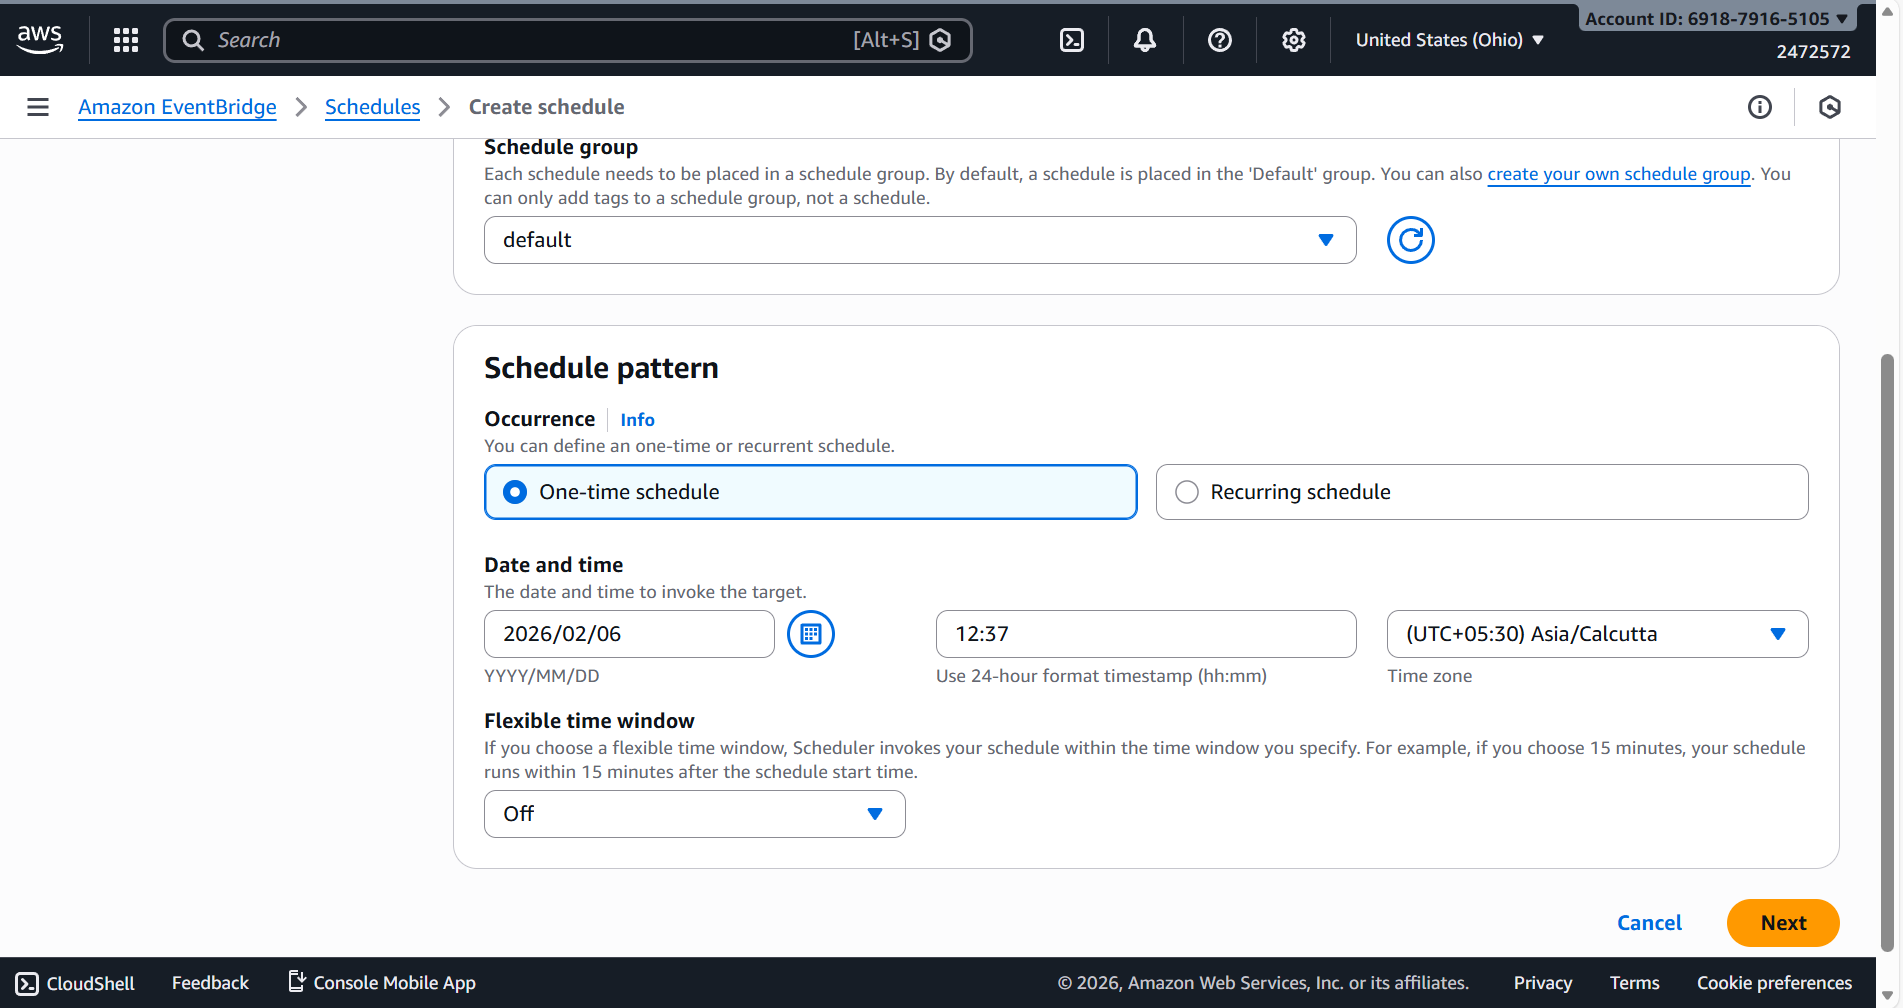 aws
Search [Alt+S]
United States (Ohio)
Account ID: 6918-7916-5105
2472572
Amazon EventBridge
Schedules
Create schedule
Schedule group
Each schedule needs to be placed in a schedule group. By default, a schedule is placed in the 'Default' group. You can also create your own schedule group. You
can only add tags to a schedule group, not a schedule.
default
Schedule pattern
Occurrence Info
You can define an one-time or recurrent schedule.
One-time schedule
Recurring schedule
Date and time
The date and time to invoke the target.
2026/02/06
12:37
(UTC+05:30) Asia/Calcutta
YYYY/MM/DD
Use 24-hour format timestamp (hh:mm)
Time zone
Flexible time window
If you choose a flexible time window, Scheduler invokes your schedule within the time window you specify. For example, if you choose 15 minutes, your schedule
runs within 15 minutes after the schedule start time.
Off
Cancel
Next
CloudShell
Feedback
Console Mobile App
© 2026, Amazon Web Services, Inc. or its affiliates.
Privacy
Terms
Cookie preferences